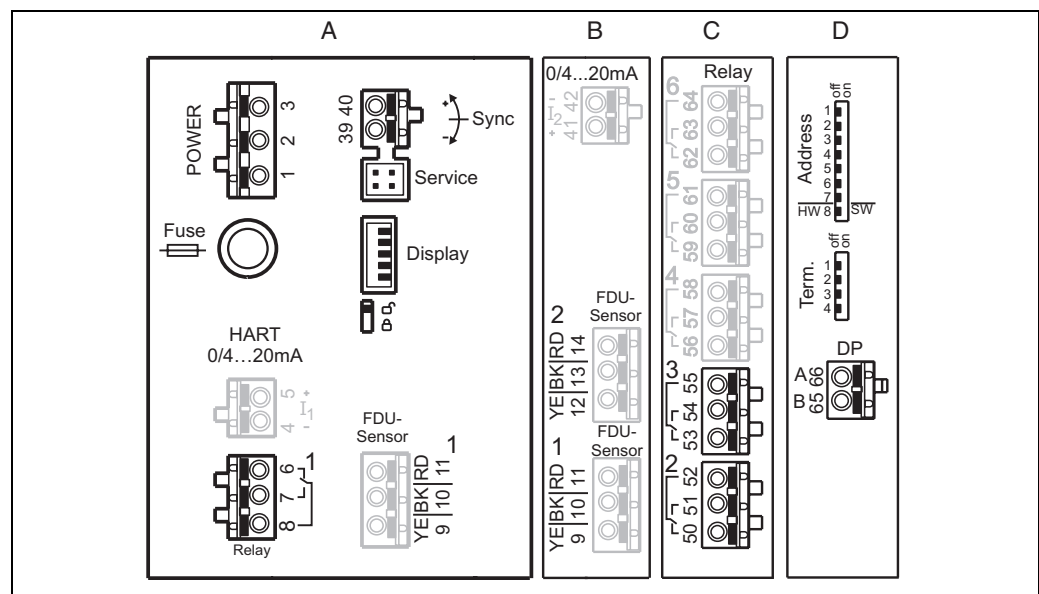 A
B
C
D
POWER
3
2
1
39 40
+
-
Sync
Service
Fuse
Display
HART
0/4...20mA
5
4
+
I1
-
6
7
8
1
Relay
FDU-
Sensor
1
YE|BK|RD
9 |10| 11
0/4...20mA
-
I2
+
41 42
2
FDU-
Sensor
YE|BK|RD
12 |13| 14
1
FDU-
Sensor
YE|BK|RD
9 |10| 11
Relay
6
62 63 64
5
59 60 61
4
56 57 58
3
53 54 55
2
50 51 52
off
on
Address
1
2
3
4
5
6
7
HW 8 SW
off
on
Term.
1
2
3
4
DP
A 66
B 65